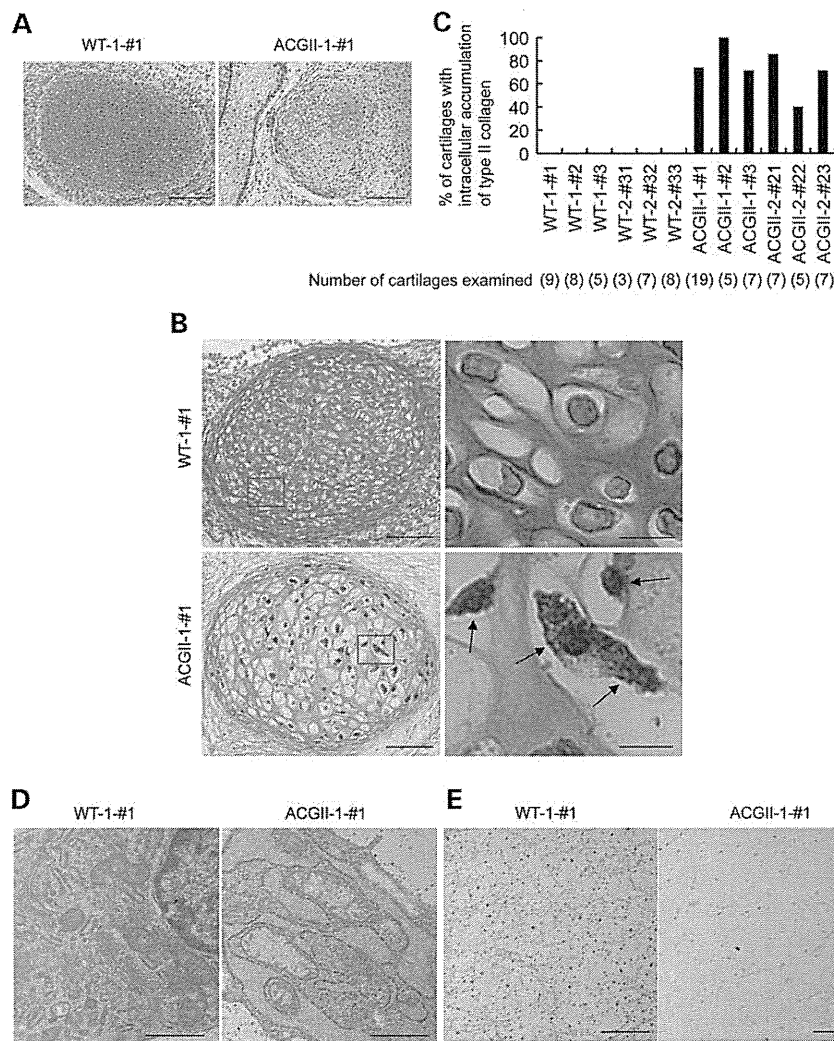 A
WT-1-#1
ACGII-1-#1
C
% of cartilages with
intracellular accumulation
of type II collagen
100
80
60
40
20
0
WT-1-#1
WT-1-#2
WT-1-#3
WT-2-#31
WT-2-#32
WT-2-#33
ACGII-1-#1
ACGII-1-#2
ACGII-1-#3
ACGII-2-#21
ACGII-2-#22
ACGII-2-#23
Number of cartilages examined (9) (8) (5) (3) (7) (8) (19) (5) (7) (7) (5) (7)
B
WT-1-#1
ACGII-1-#1
D
WT-1-#1
ACGII-1-#1
E
WT-1-#1
ACGII-1-#1